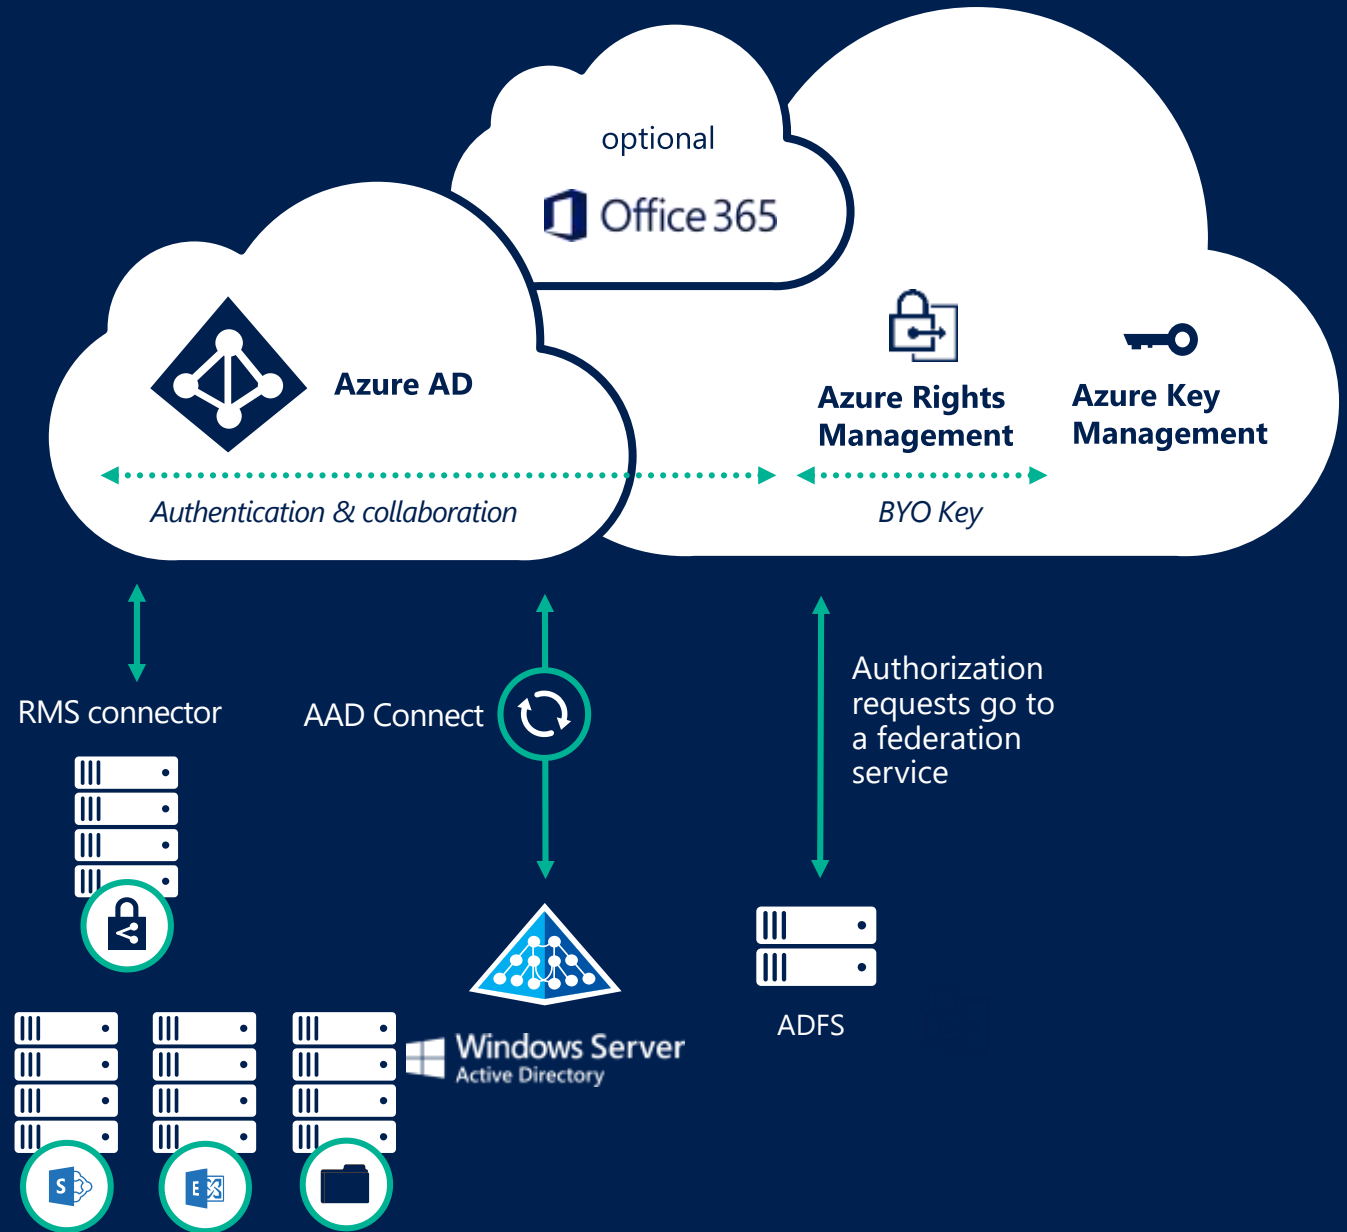 optional
Office 365
Azure AD
Azure Rights
Management
Azure Key
Management
Authentication & collaboration
BYO Key
RMS connector
AAD Connect
Authorization
requests go to
a federation
service
Windows Server
Active Directory
ADFS
S
E